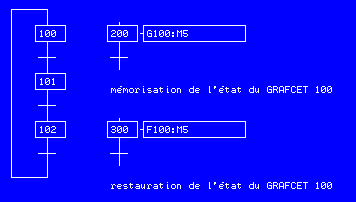 100 200 G100:M5
101
mémorisation de l'état du GRAFCET 100
102 300 F100:M5
restauration de l'état du GRAFCET 100